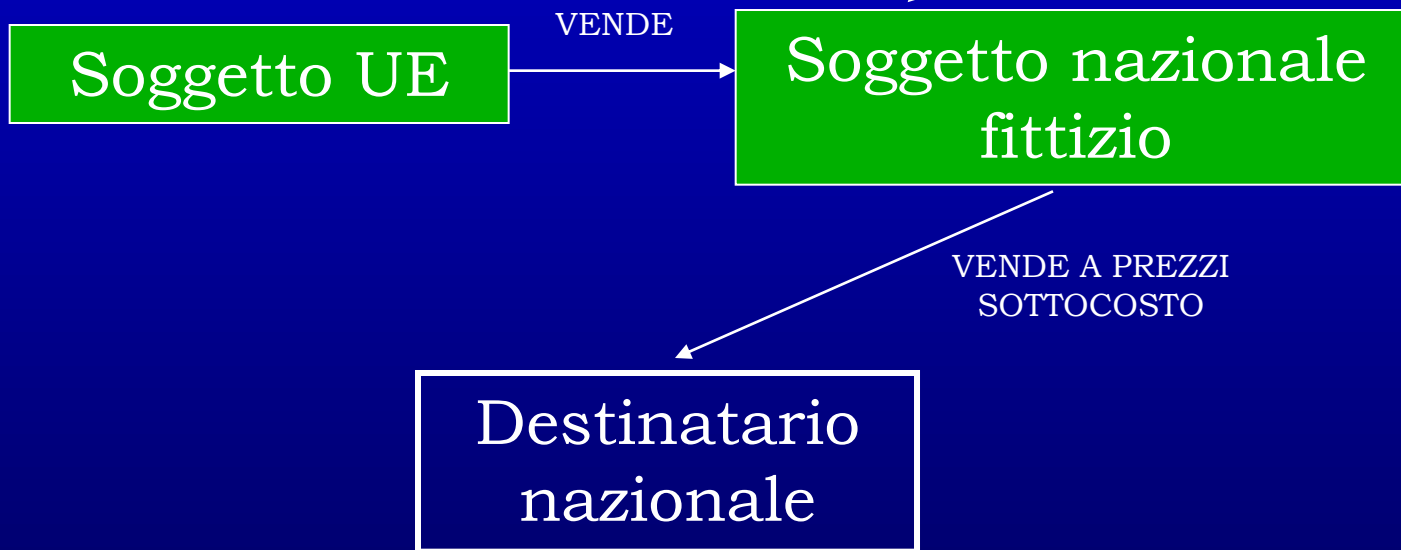 VENDE
Soggetto UE
Soggetto nazionale
fittizio
VENDE A PREZZI
SOTTOCOSTO
Destinatario
nazionale